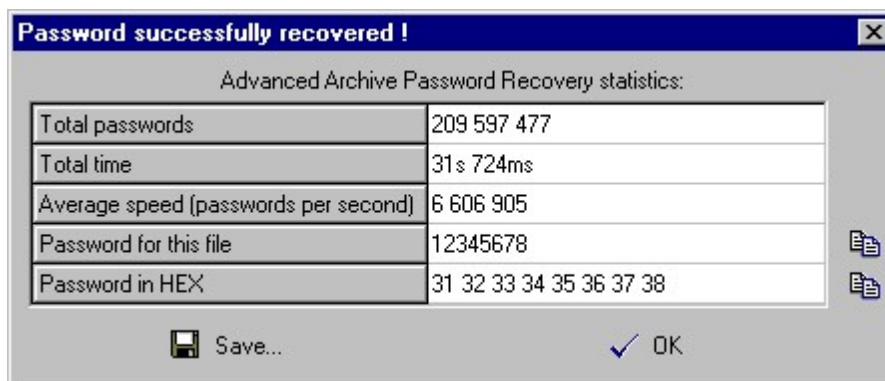 Password successfully recovered !
Advanced Archive Password Recovery statistics:
Total passwords 209 597 477
Total time 31s 724ms
Average speed (passwords per second) 6 606 905
Password for this file 12345678
Password in HEX 31 32 33 34 35 36 37 38
Save... OK